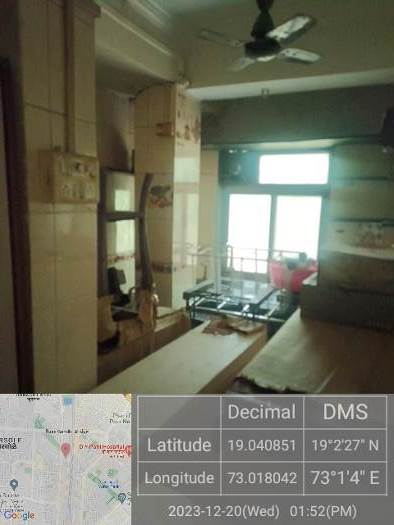 Decimal DMS
Latitude 19.040851 19°2'27" N
Longitude 73.018042 73°1'4" E
2023-12-20(Wed) 01:52(PM)
Google